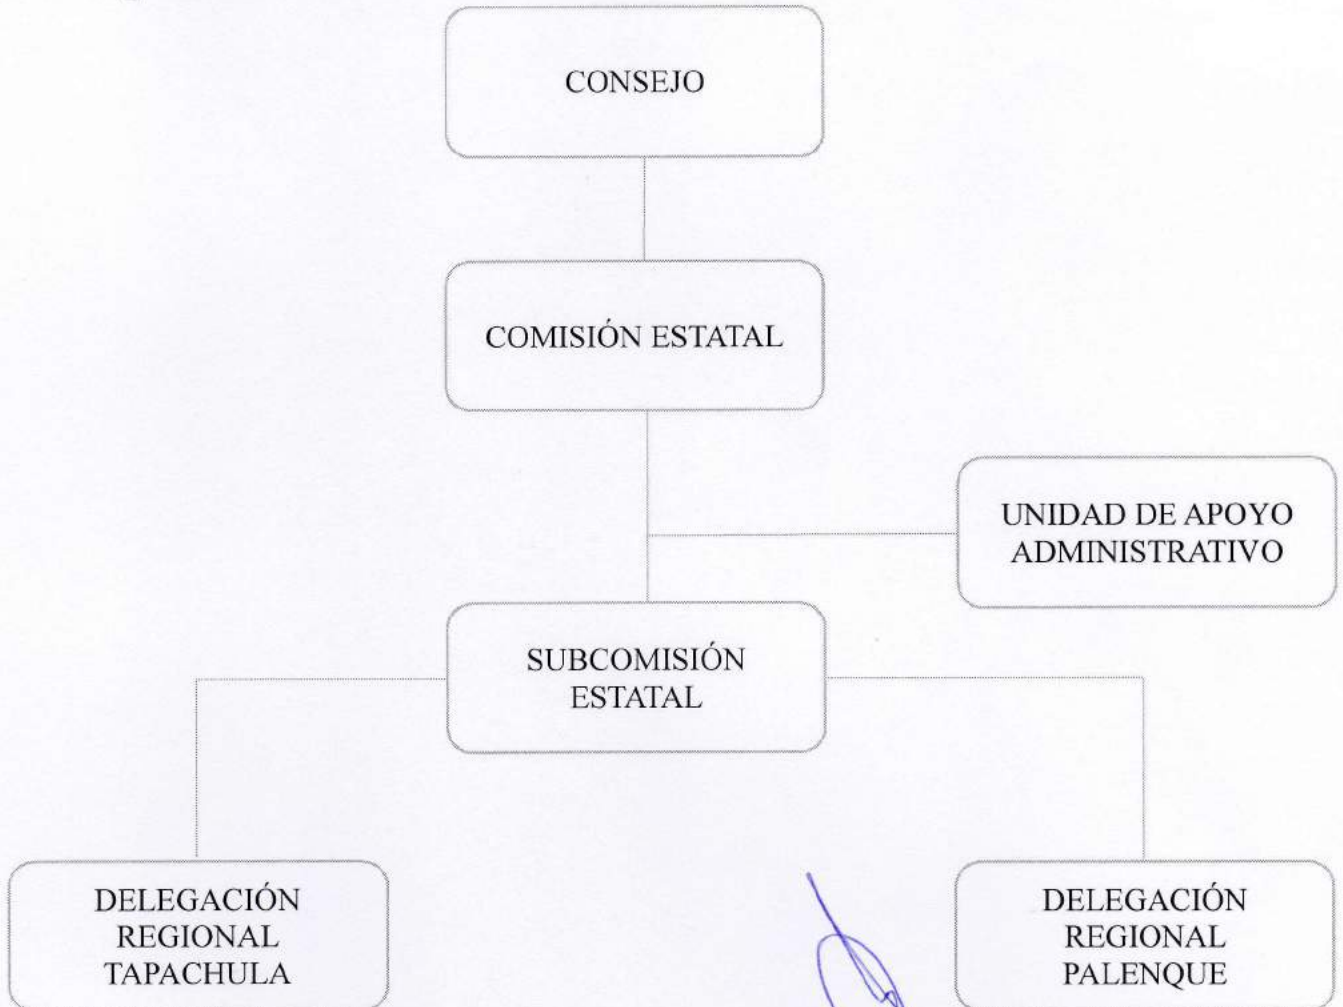 CONSEJO
COMISIÓN ESTATAL
UNIDAD DE APOYO
ADMINISTRATIVO
SUBCOMISIÓN
ESTATAL
DELEGACIÓN
REGIONAL
TAPACHULA
DELEGACIÓN
REGIONAL
PALENQUE